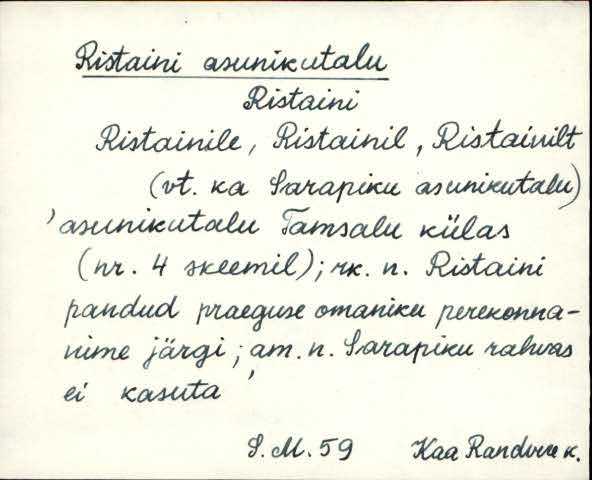 Ristaini asunikutalu
Ristaini
Ristainile, Ristainil, Ristainilt
(vt. ka Sarapiku asunikutalu)
'asunikutalu Tamsalu külas
(nr. 4 skeemil); rk. n. Ristaini
pandud praeguse omaniku perekonna-
nime järgi; am. n. Sarapiku rahvas
ei kasuta'
S. M. 59 Kaa Randvere k.